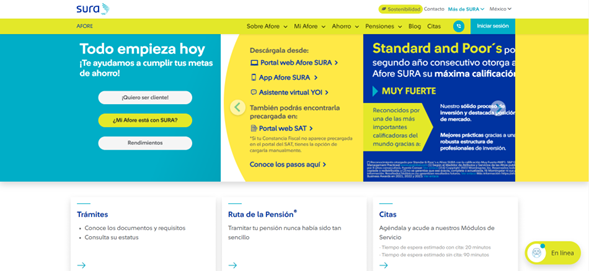 sura
Sostenibilidad
Contacto
Más de SURA
México
AFORE
Sobre Afore
Mi Afore
Ahorro
Pensiones
Blog
Citas
Iniciar sesión
Todo empieza hoy
¡Te ayudamos a cumplir tus metas
de ahorro!
¡Quiero ser cliente!
¿Mi Afore está con SURA?
Rendimientos
Descárgala desde:
Portal web Afore SURA >
App Afore SURA >
Asistente virtual YOI >
También podrás encontrarla
precargada en:
Portal web SAT >
*Si tu Constancia Fiscal no aparece precargada
en el portal del SAT, tienes la opción de
cargarla manualmente.
Conoce los pasos aquí >
Standard and Poor's po
segundo año consecutivo otorga a
Afore SURA su máxima calificación
MUY FUERTE
Reconocidos por
una de las más
importantes
calificadoras del
mundo gracias a:
Nuestro sólido proceso de
inversión y destacada posición
de mercado.
Mejores prácticas gracias a una
robusta estructura de
profesionales de inversión.
Trámites
• Conoce los documentos y requisitos
• Consulta su estatus
Ruta de la Pensión®
Tramitar tu pensión nunca había sido tan
sencillo
Citas
Agéndala y acude a nuestros Módulos de
Servicio
· Tiempo de espera estimado con cita: 20 minutos
· Tiempo de espera estimado sin cita: 90 minutos
En línea